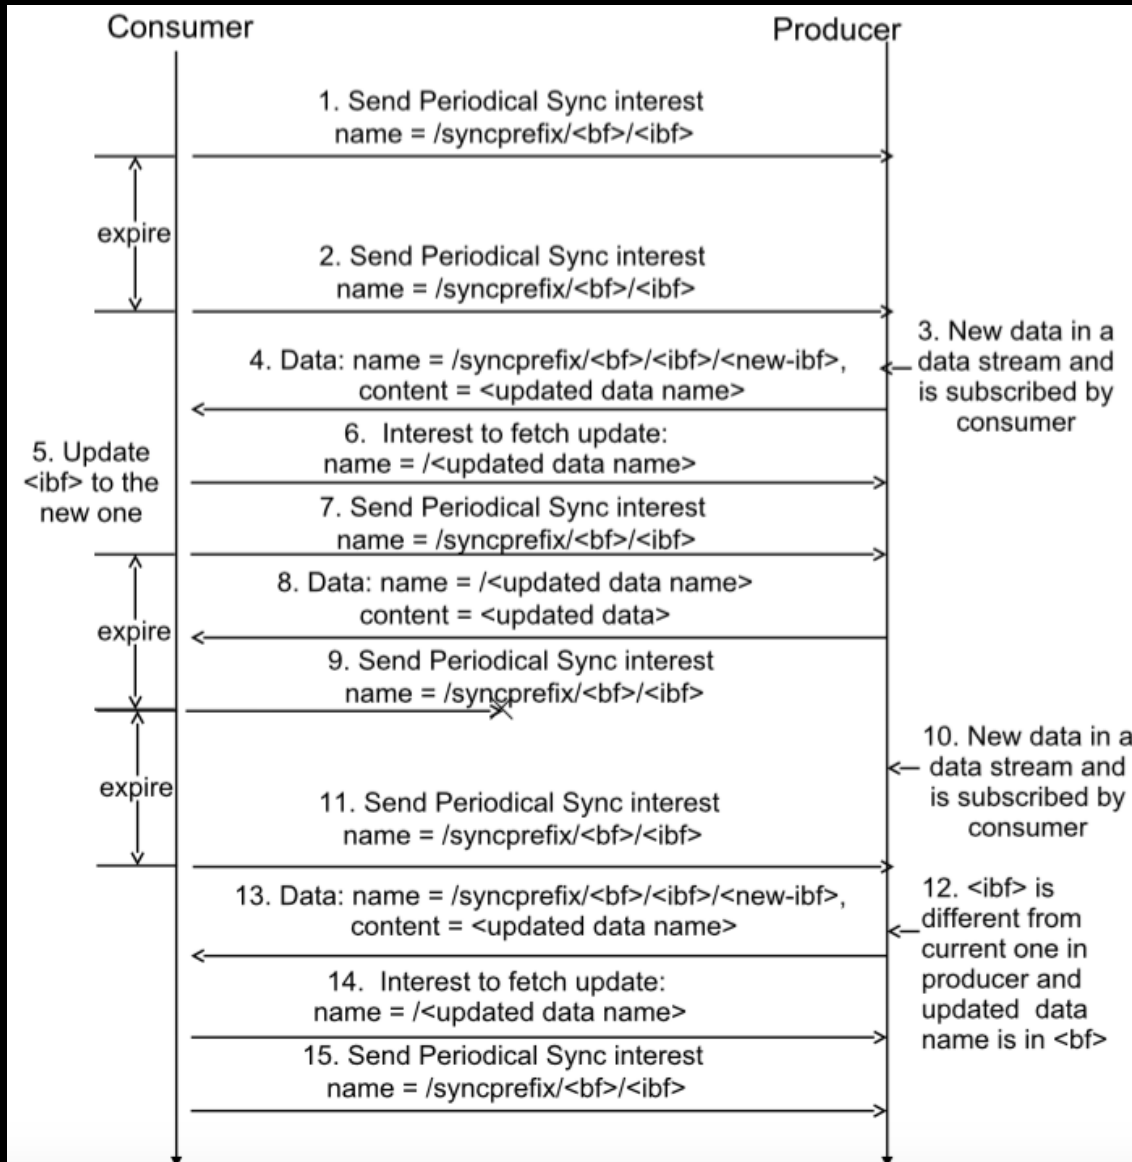 Consumer
Producer
1. Send Periodical Sync interest
name = /syncprefix/<bf>/<ibf>
expire
2. Send Periodical Sync interest
name = /syncprefix/<bf>/<ibf>
3. New data in a
data stream and
is subscribed by
consumer
4. Data: name = /syncprefix/<bf>/<ibf>/<new-ibf>,
content = <updated data name>
5. Update
<ibf> to the
new one
6. Interest to fetch update:
name = /<updated data name>
7. Send Periodical Sync interest
name = /syncprefix/<bf>/<ibf>
expire
8. Data: name = /<updated data name>
content = <updated data>
9. Send Periodical Sync interest
name = /syncprefix/<bf>/<ibf>
expire
10. New data in a
data stream and
is subscribed by
consumer
11. Send Periodical Sync interest
name = /syncprefix/<bf>/<ibf>
12. <ibf> is
different from
current one in
producer and
updated data
name is in <bf>
13. Data: name = /syncprefix/<bf>/<ibf>/<new-ibf>,
content = <updated data name>
14. Interest to fetch update:
name = /<updated data name>
15. Send Periodical Sync interest
name = /syncprefix/<bf>/<ibf>